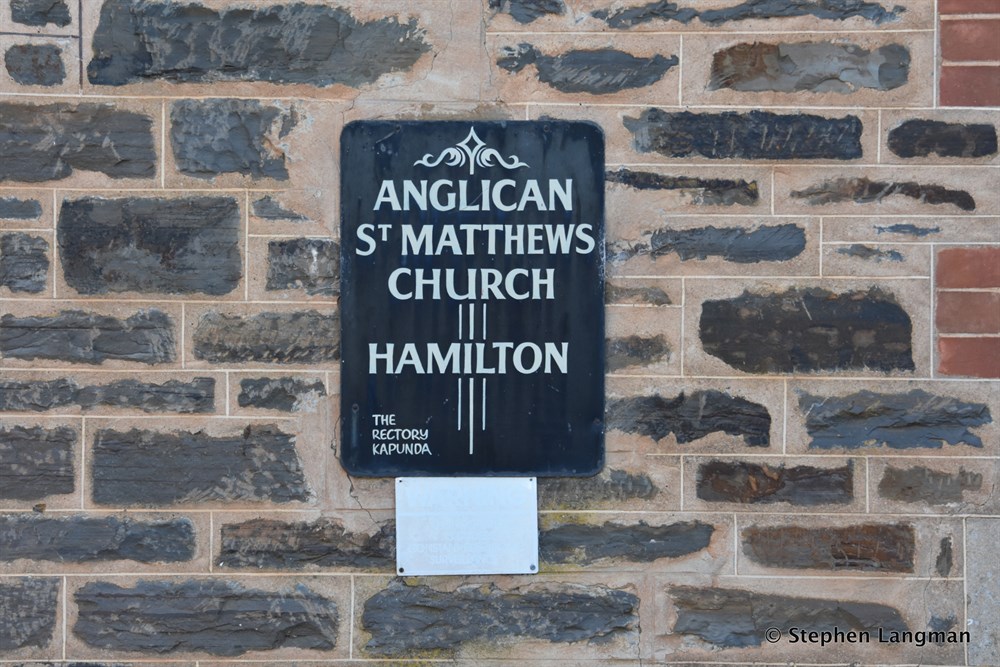 ANGLICAN
ST MATTHEWS
CHURCH
HAMILTON
THE
RECTORY
KAPUNDA
© Stephen Langman